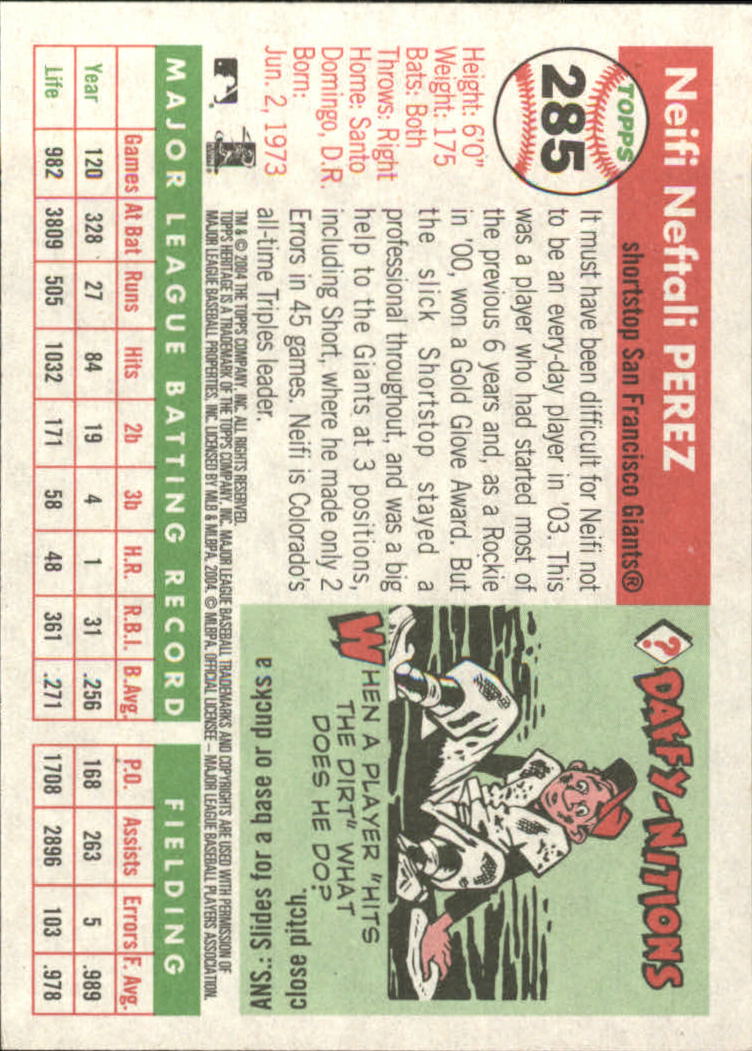 Neifi Neftali PEREZ
shortstop San Francisco Giants®
TOPPS
285
Height: 6'0"
Weight: 175
Bats: Both
Throws: Right
Home: Santo
Domingo, D.R.
Born:
Jun. 2, 1973
It must have been difficult for Neifi not
to be an every-day player in '03. This
was a player who had started most of
the previous 6 years and, as a Rockie
in '00, won a Gold Glove Award. But
the slick Shortstop stayed a
professional throughout, and was a big
help to the Giants at 3 positions,
including Short, where he made only 2
Errors in 45 games. Neifi is Colorado's
all-time Triples leader.
? DAFFY-NITIONS
WHEN A PLAYER "HITS
THE DIRT" WHAT
DOES HE DO?
ANS.: Slides for a base or ducks a
close pitch.
TM & © 2004 THE TOPPS COMPANY, INC. ALL RIGHTS RESERVED.
TOPPS HERITAGE IS A TRADEMARK OF THE TOPPS COMPANY, INC. MAJOR LEAGUE BASEBALL TRADEMARKS AND COPYRIGHTS ARE USED WITH PERMISSION OF
MAJOR LEAGUE BASEBALL PROPERTIES, INC. LICENSED BY MLB & MLBPA, 2004. © MLBPA. OFFICIAL LICENSEE – MAJOR LEAGUE BASEBALL PLAYERS ASSOCIATION.
MAJOR LEAGUE BATTING RECORD FIELDING
Games At Bat Runs Hits 2b 3b H.R. R.B.I. B.Avg. P.O. Assists Errors F. Avg.
Year 120 328 27 84 19 4 1 31 .256 168 263 5 .989
Life 982 3809 505 1032 171 58 48 361 .271 1708 2896 103 .978